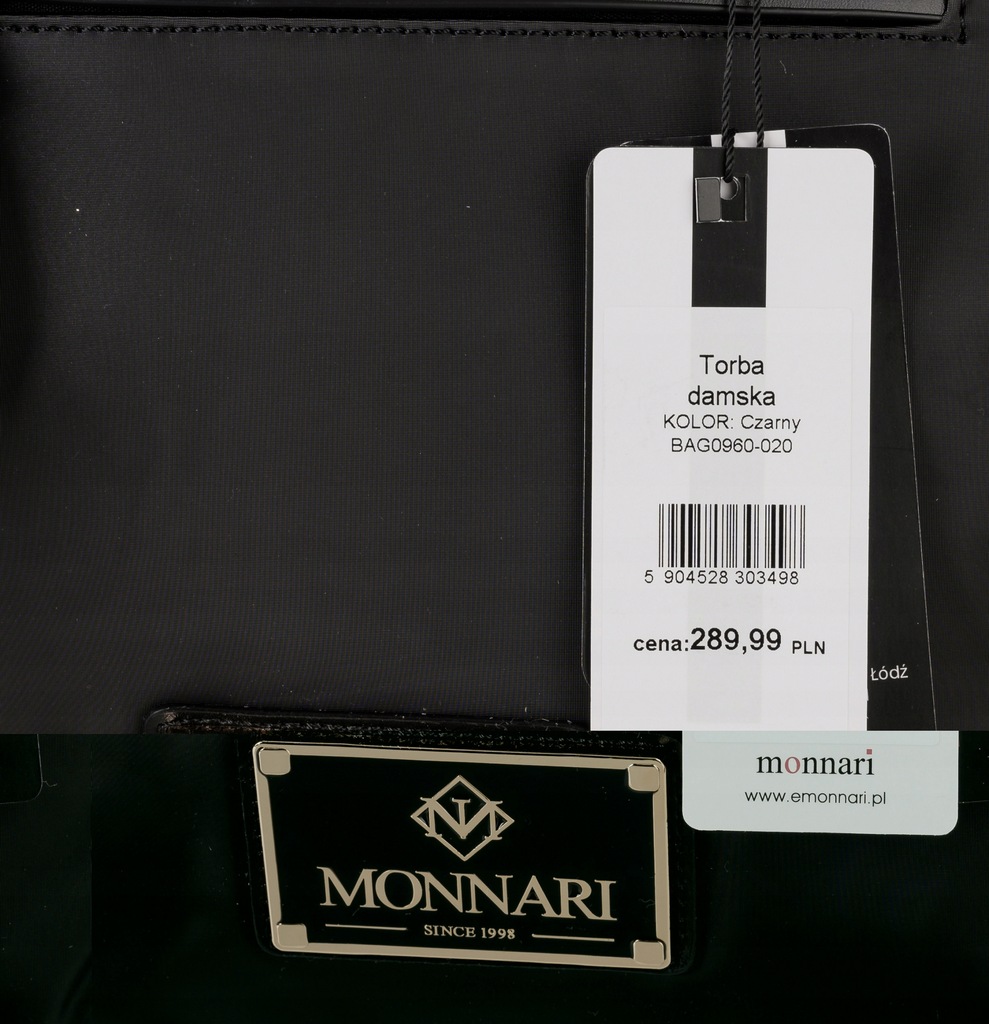 Torba
damska
KOLOR: Czarny
BAG0960-020
5 904528 303498
cena:289,99 PLN
Łódź
monnari
www.emonnari.pl
MONNARI
SINCE 1998